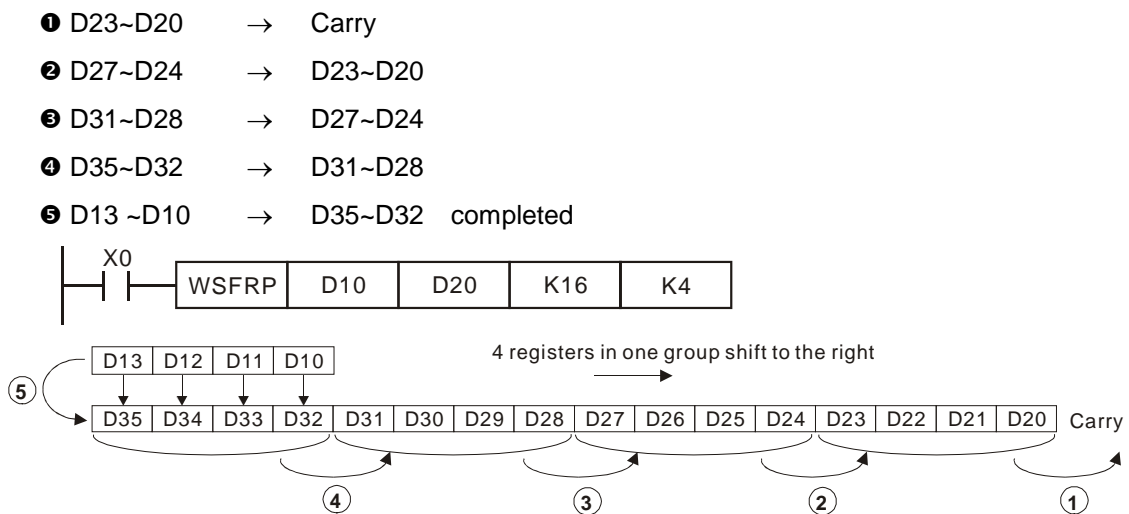 ❶ D23~D20 → Carry
❷ D27~D24 → D23~D20
❸ D31~D28 → D27~D24
❹ D35~D32 → D31~D28
❺ D13 ~D10 → D35~D32 completed
X0
WSFRP D10 D20 K16 K4
D13 D12 D11 D10 4 registers in one group shift to the right
5
D35 D34 D33 D32 D31 D30 D29 D28 D27 D26 D25 D24 D23 D22 D21 D20 Carry
4 3 2 1